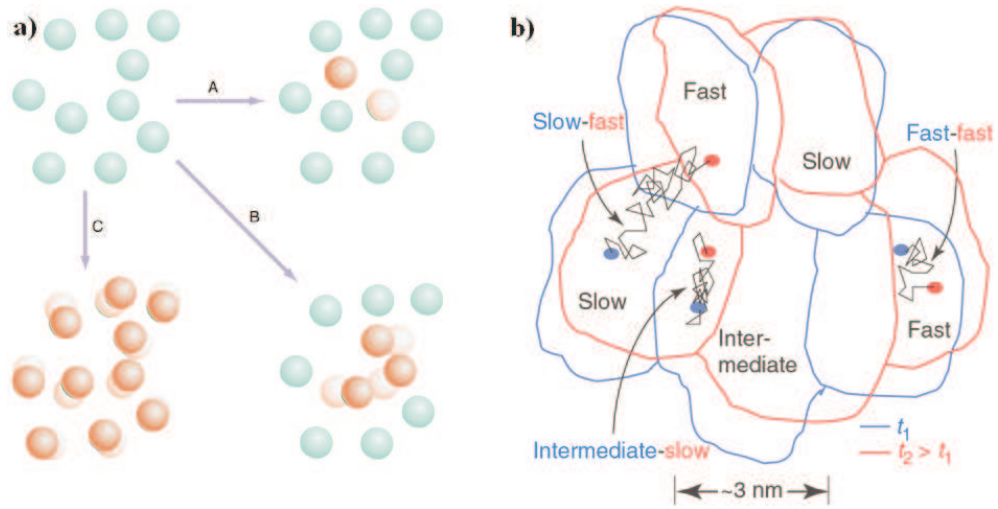 a)
A
B
C
b)
Fast
Slow-fast
Fast-fast
Slow
Slow
Inter-
mediate
Fast
Intermediate-slow
t1
t2 > t1
~3 nm